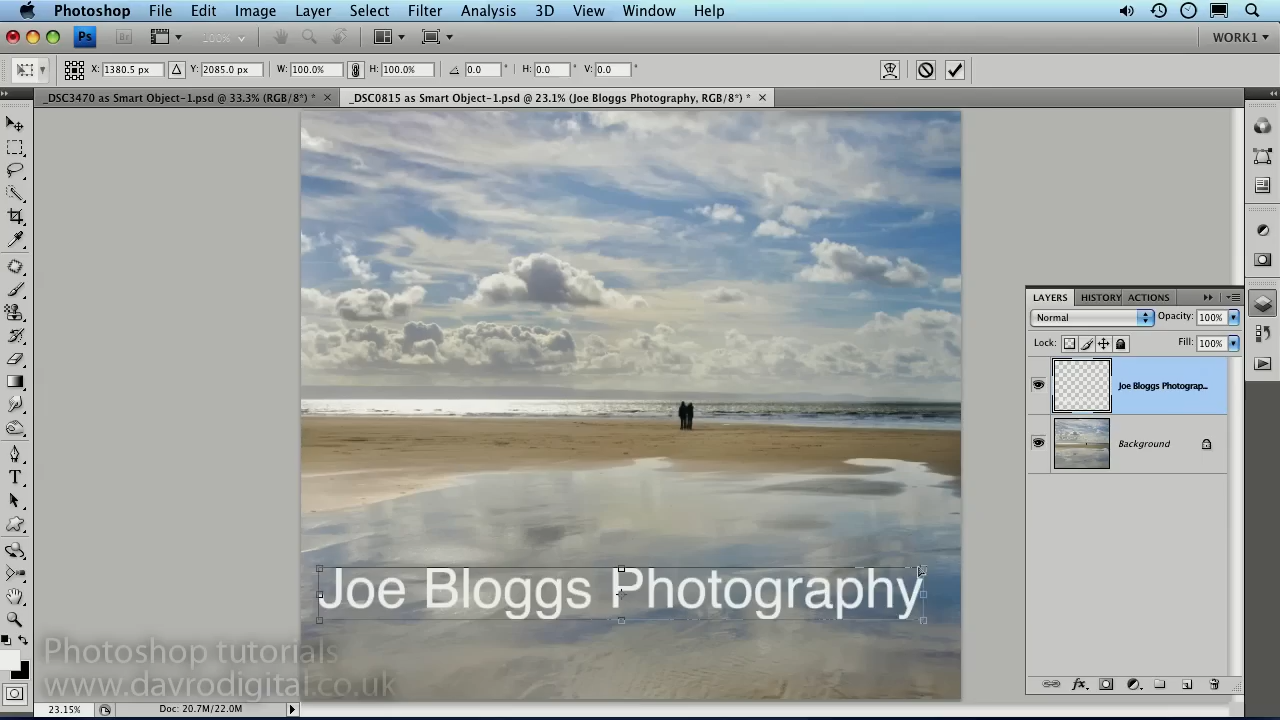 Photoshop File Edit Image Layer Select Filter Analysis 3D View Window Help
Ps Br 100% WORK1
X: 1380.5 px Y: 2085.0 px W: 100.0% H: 100.0% 0.0 ° H: 0.0 ° V: 0.0 °
_DSC3470 as Smart Object-1.psd @ 33.3% (RGB/8*) * _DSC0815 as Smart Object-1.psd @ 23.1% (Joe Bloggs Photography, RGB/8*) *
LAYERS HISTORY ACTIONS
Normal Opacity: 100%
Lock: Fill: 100%
Joe Bloggs Photograp...
Background
T
Joe Bloggs Photography
Photoshop tutorials
www.davrodigital.co.uk
fx
23.15% Doc: 20.7M/22.0M